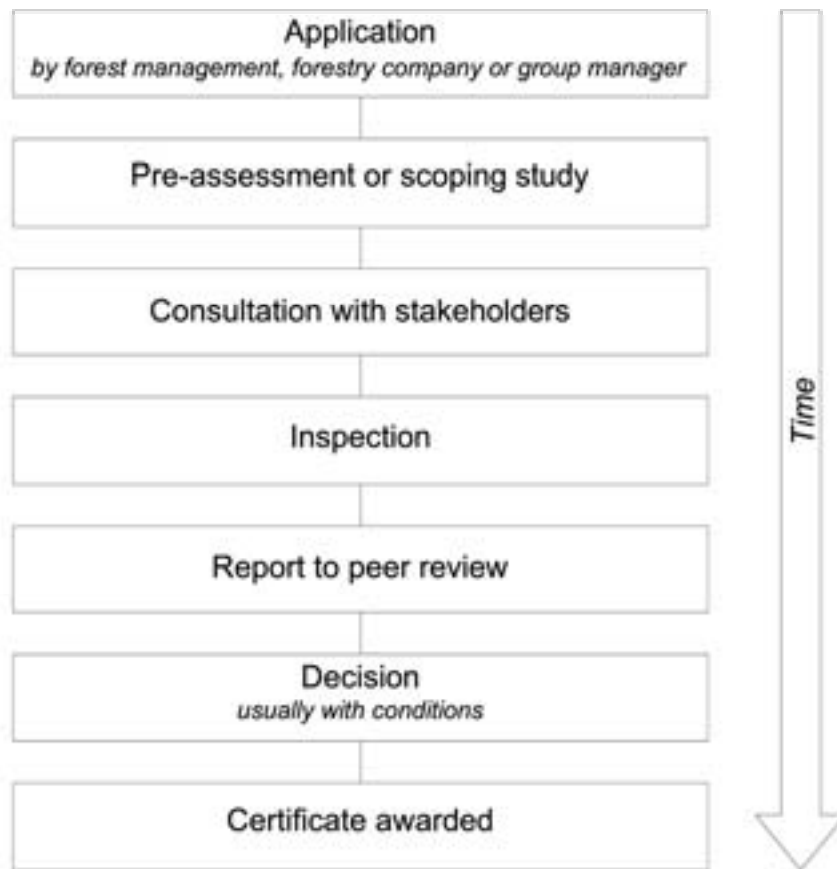 Application
by forest management, forestry company or group manager
Pre-assessment or scoping study
Consultation with stakeholders
Inspection
Report to peer review
Decision
usually with conditions
Certificate awarded
Time